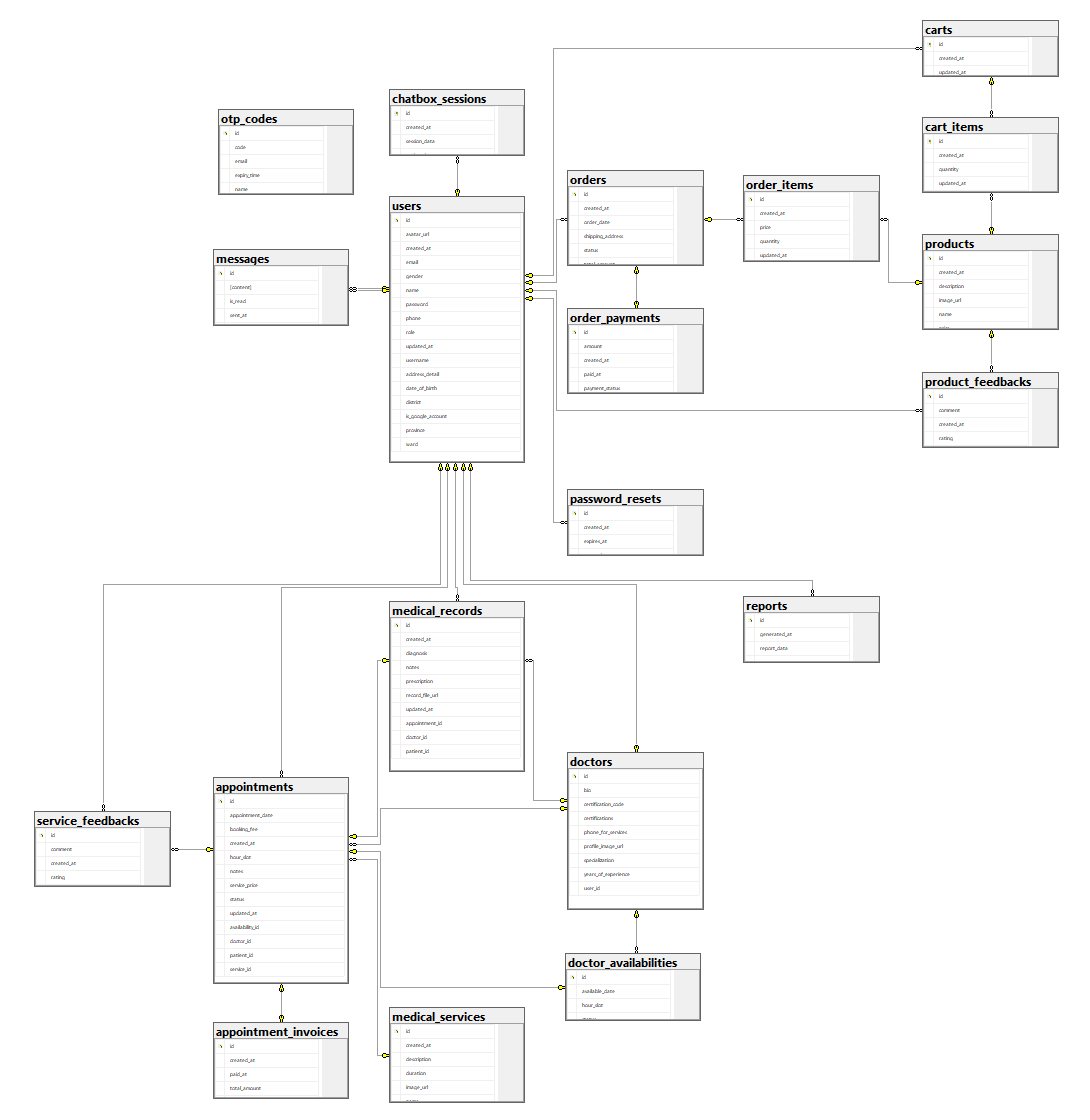 carts
id
created_at
updated_at
chatbox_sessions
id
created_at
session_data
otp_codes
id
code
email
expiry_time
name
cart_items
id
created_at
quantity
updated_at
orders
id
created_at
order_date
shipping_address
status
order_items
id
created_at
price
quantity
updated_at
users
id
avatar_url
created_at
email
gender
name
password
phone
role
updated_at
username
address_detail
date_of_birth
district
is_google_account
province
ward
products
id
created_at
description
image_url
name
messages
id
[content]
is_read
sent_at
order_payments
id
amount
created_at
paid_at
payment_status
product_feedbacks
id
comment
created_at
rating
password_resets
id
created_at
expires_at
medical_records
id
created_at
diagnosis
notes
prescription
record_file_url
updated_at
appointment_id
doctor_id
patient_id
reports
id
generated_at
report_data
doctors
id
bio
certification_code
certifications
phone_for_services
profile_image_url
specialization
years_of_experience
user_id
appointments
id
appointment_date
booking_fee
created_at
hour_slot
notes
service_price
status
updated_at
availability_id
doctor_id
patient_id
service_id
service_feedbacks
id
comment
created_at
rating
doctor_availabilities
id
available_date
hour_slot
status
medical_services
id
created_at
description
duration
image_url
appointment_invoices
id
created_at
paid_at
total_amount